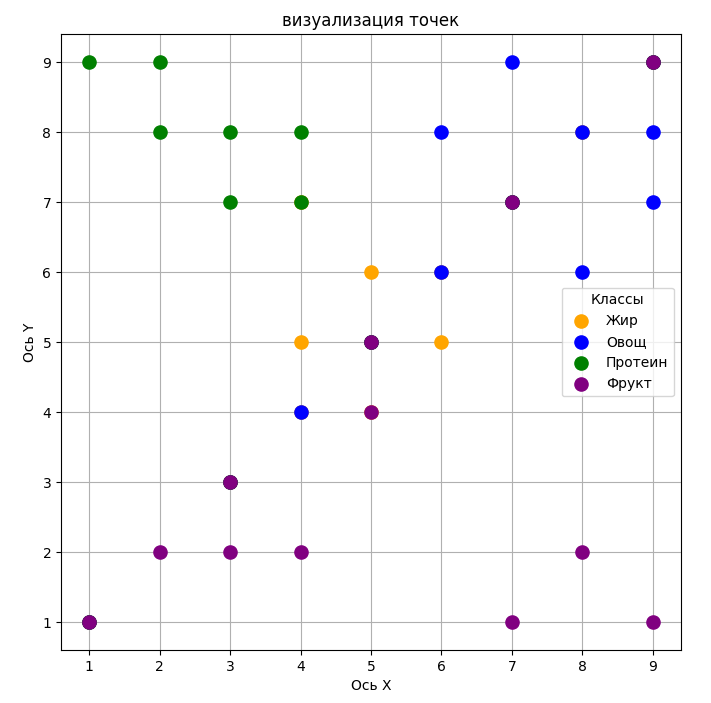 визуализация точек
9
8
7
6
5
4
3
2
1
Ось Y
Классы
Жир
Овощ
Протеин
Фрукт
1 2 3 4 5 6 7 8 9
Ось X